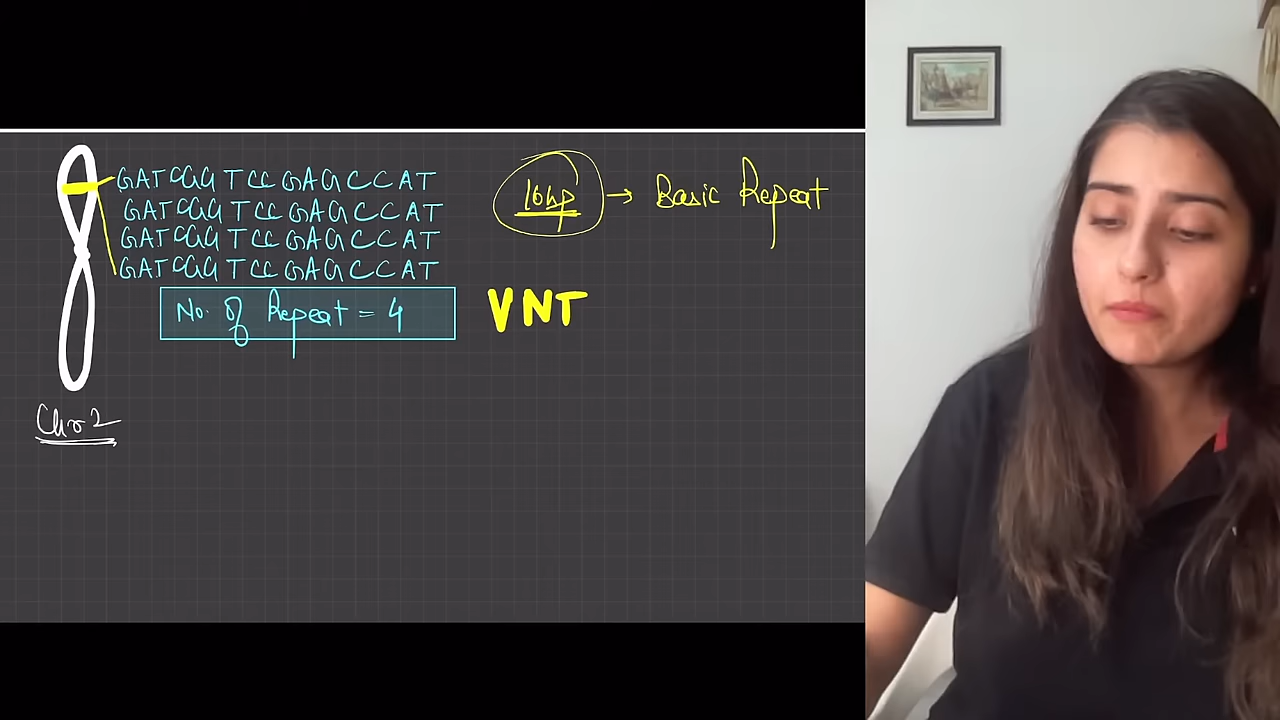 GATCGGTCCGAGCCAT
GATCGGTCCGAGCCAT
GATCGGTCCGAGCCAT
GATCGGTCCGAGCCAT
No. of Repeat = 4
Chr 2
16bp → Basic Repeat
VNT